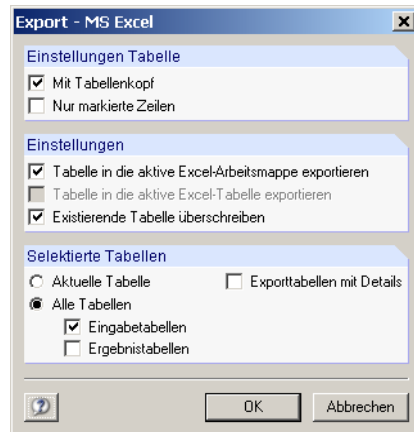 Export - MS Excel
Einstellungen Tabelle
Mit Tabellenkopf
Nur markierte Zeilen
Einstellungen
Tabelle in die aktive Excel-Arbeitsmappe exportieren
Tabelle in die aktive Excel-Tabelle exportieren
Existierende Tabelle überschreiben
Selektierte Tabellen
Aktuelle Tabelle Exporttabellen mit Details
Alle Tabellen
Eingabetabellen
Ergebnistabellen
OK Abbrechen